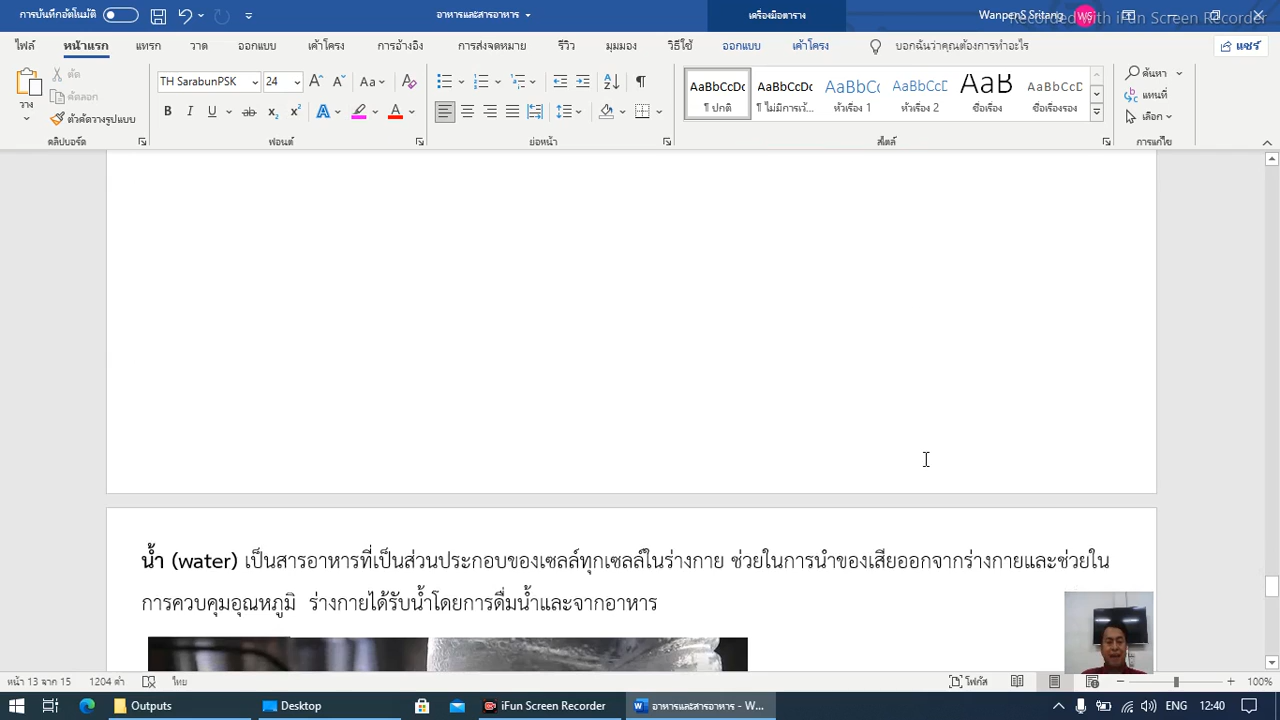 การบันทึกอัตโนมัติ
อาหารและสารอาหาร
เครื่องมือตาราง
WanpenS Sritang
WS
Recorded with iFun Screen Recorder
ไฟล์ หน้าแรก แทรก วาด ออกแบบ เค้าโครง การอ้างอิง การส่งจดหมาย รีวิว มุมมอง วิธีใช้ ออกแบบ เค้าโครง บอกฉันว่าคุณต้องการทำอะไร แชร์
วาง
ตัด
คัดลอก
ตัวคัดวางรูปแบบ
คลิปบอร์ด
TH SarabunPSK 24
ฟอนต์
ย่อหน้า
AaBbCcDc AaBbCcDc AaBbCc AaBbCcD AaB AaBbCcD
¶ ปกติ ¶ ไม่มีการเว้... หัวเรื่อง 1 หัวเรื่อง 2 ชื่อเรื่อง ชื่อเรื่องรอง
สไตล์
ค้นหา
แทนที่
เลือก
การแก้ไข
น้ำ (water) เป็นสารอาหารที่เป็นส่วนประกอบของเซลล์ทุกเซลล์ในร่างกาย ช่วยในการนำของเสียออกจากร่างกายและช่วยใน
การควบคุมอุณหภูมิ ร่างกายได้รับน้ำโดยการดื่มน้ำและจากอาหาร
หน้า 13 จาก 15 1204 คำ ไทย
โฟกัส
100%
Outputs Desktop iFun Screen Recorder อาหารและสารอาหาร - W...
ENG 12:40